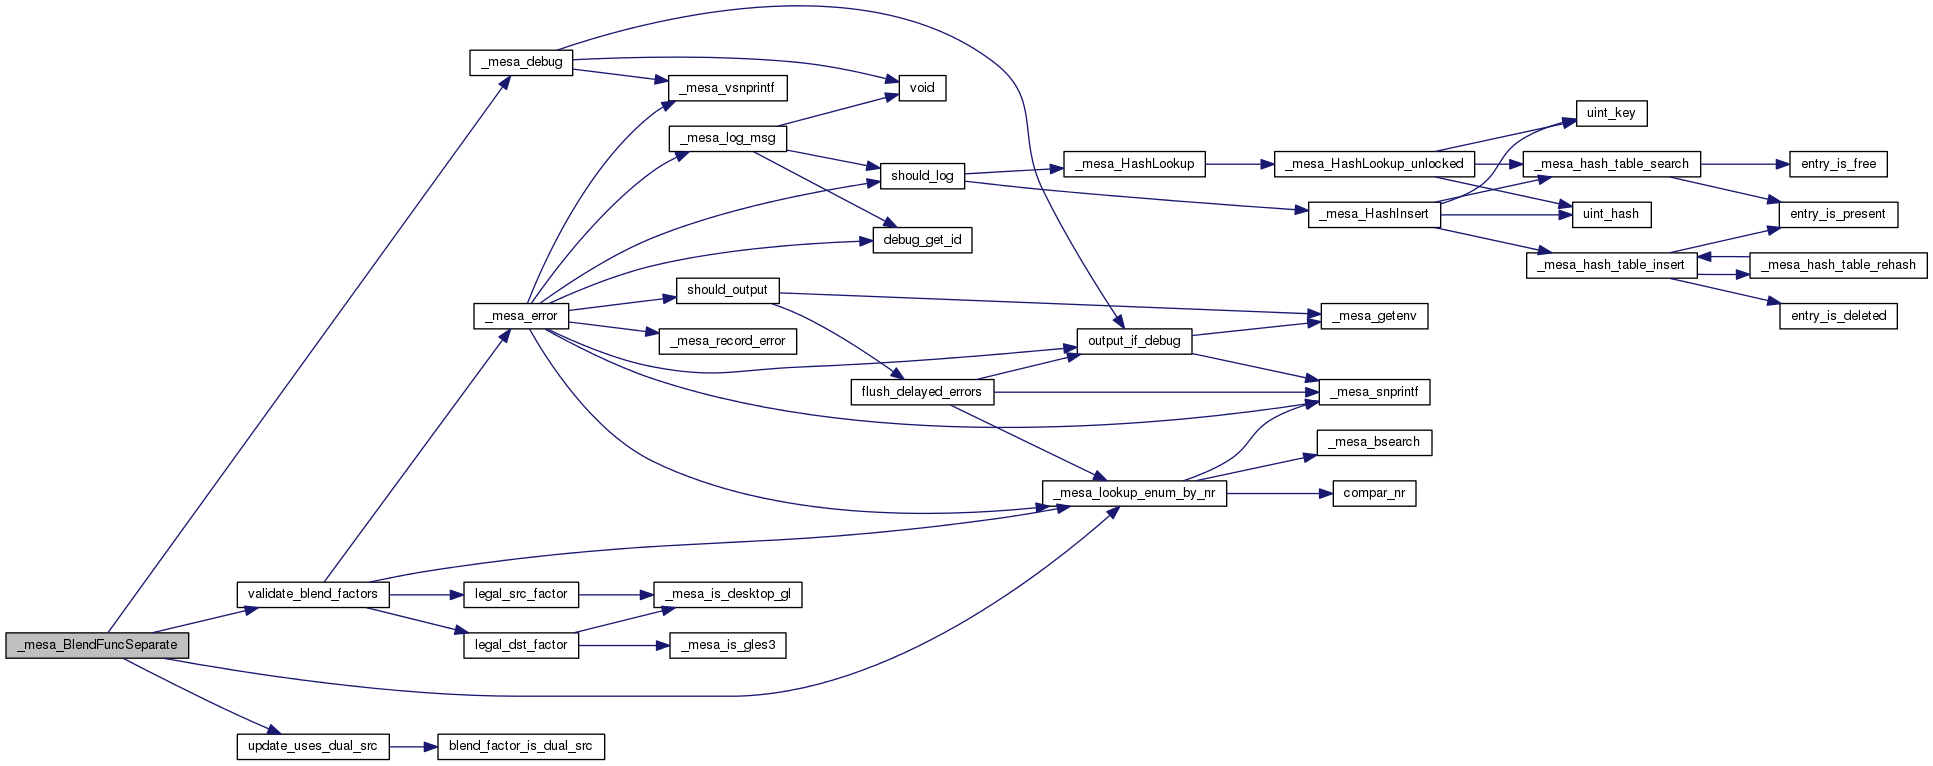 _mesa_debug
_mesa_vsnprintf
void
_mesa_log_msg
uint_key
should_log
_mesa_HashLookup
_mesa_HashLookup_unlocked
_mesa_hash_table_search
entry_is_free
_mesa_HashInsert
uint_hash
entry_is_present
debug_get_id
_mesa_hash_table_insert
_mesa_hash_table_rehash
should_output
_mesa_error
_mesa_getenv
entry_is_deleted
_mesa_record_error
output_if_debug
flush_delayed_errors
_mesa_snprintf
_mesa_bsearch
_mesa_lookup_enum_by_nr
compar_nr
validate_blend_factors
legal_src_factor
_mesa_is_desktop_gl
_mesa_BlendFuncSeparate
legal_dst_factor
_mesa_is_gles3
update_uses_dual_src
blend_factor_is_dual_src